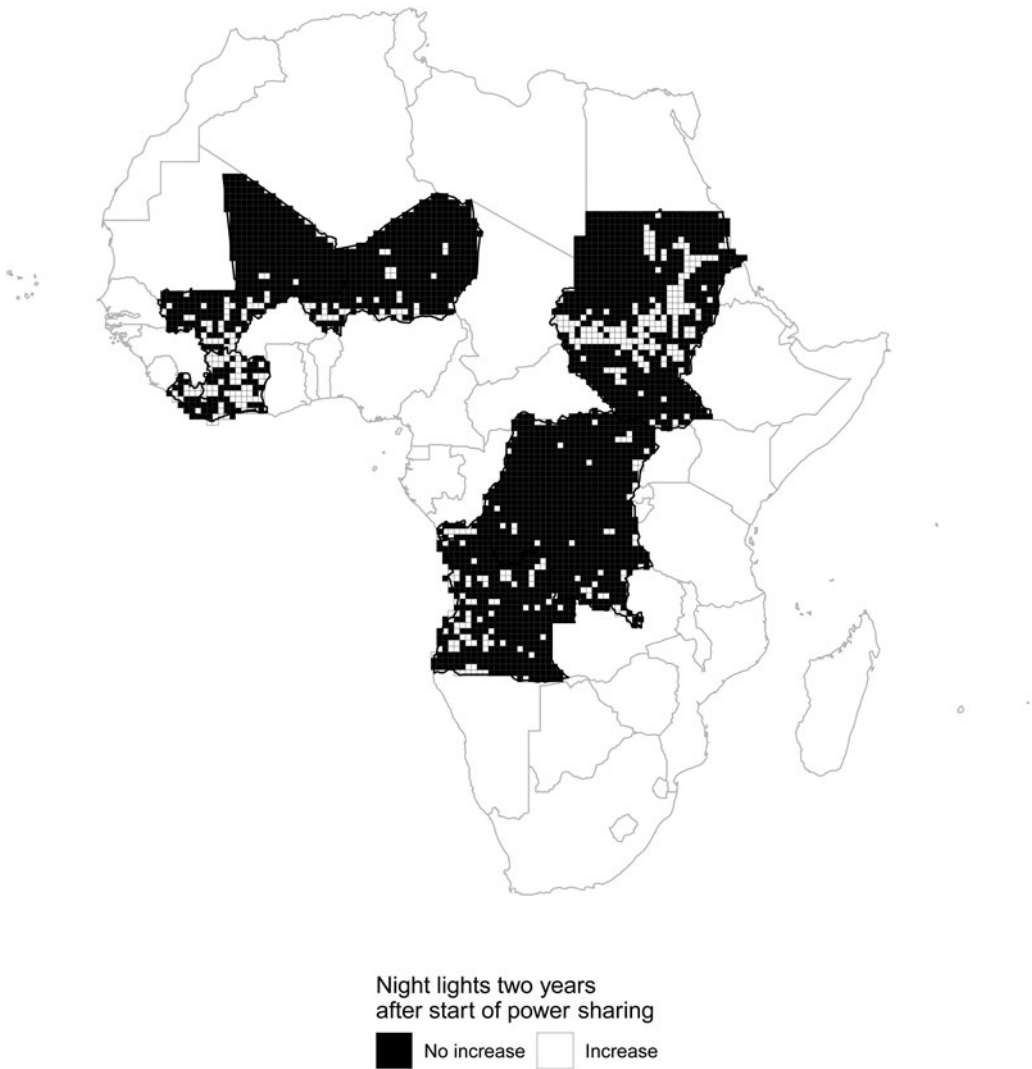 Night lights two years
after start of power sharing
No increase
Increase